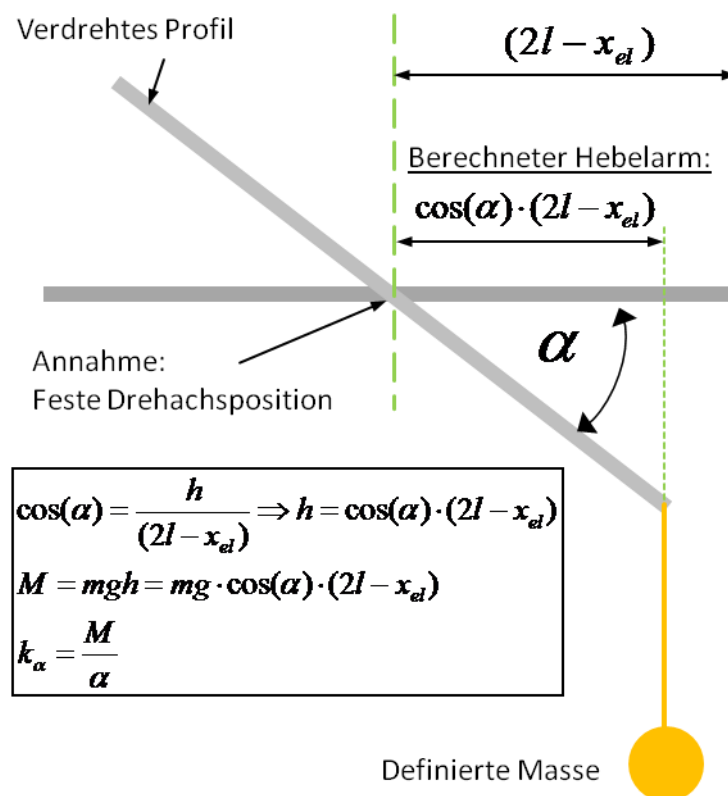 Verdrehtes Profil
(2l − x_el)
Berechneter Hebelarm:
cos(α)·(2l − x_el)
α
Annahme:
Feste Drehachsposition
cos(α) = h / (2l − x_el) ⇒ h = cos(α)·(2l − x_el)
M = mgh = mg·cos(α)·(2l − x_el)
k_α = M / α
Definierte Masse